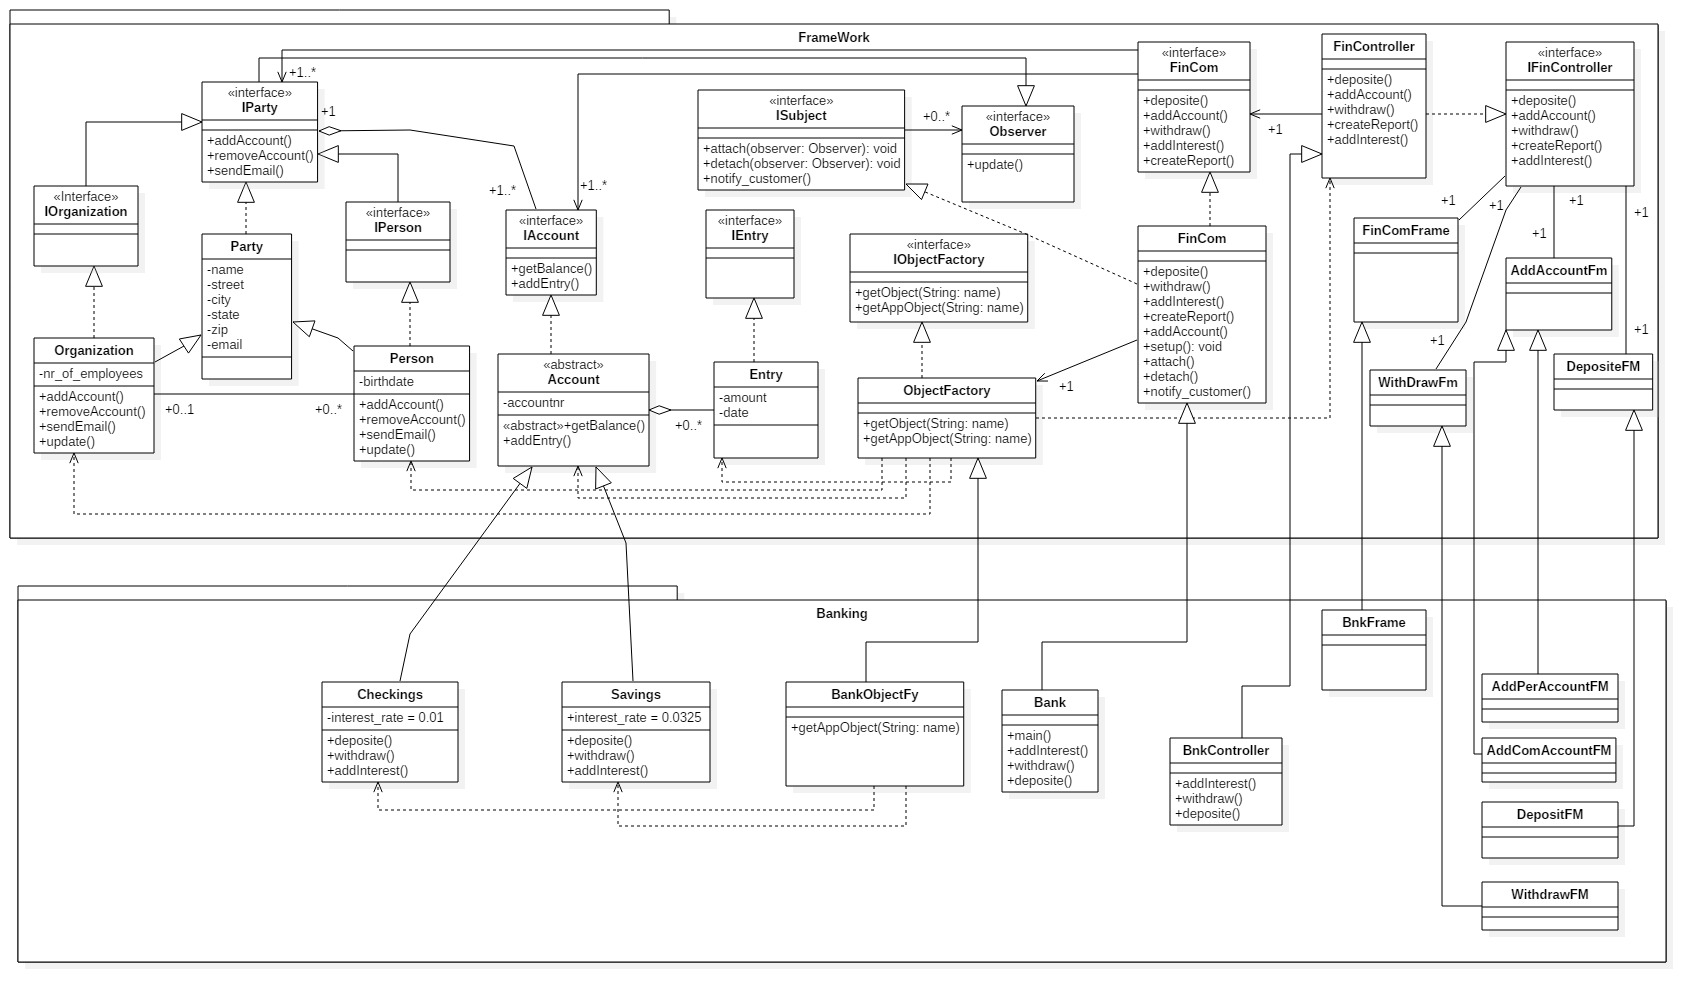 FrameWork
«interface»
IParty
+addAccount()
+removeAccount()
+sendEmail()
+1..*
+1
«Interface»
IOrganization
Party
-name
-street
-city
-state
-zip
-email
«interface»
IPerson
Organization
-nr_of_employees
+addAccount()
+removeAccount()
+sendEmail()
+update()
+0..1
+0..*
Person
-birthdate
+addAccount()
+removeAccount()
+sendEmail()
+update()
+1..*
+1..*
«interface»
IAccount
+getBalance()
+addEntry()
«abstract»
Account
-accountnr
«abstract»+getBalance()
+addEntry()
+0..*
«interface»
ISubject
+attach(observer: Observer): void
+detach(observer: Observer): void
+notify_customer()
+0..*
«interface»
Observer
+update()
«interface»
IEntry
Entry
-amount
-date
«interface»
IObjectFactory
+getObject(String: name)
+getAppObject(String: name)
ObjectFactory
+getObject(String: name)
+getAppObject(String: name)
+1
«interface»
FinCom
+deposite()
+addAccount()
+withdraw()
+addInterest()
+createReport()
+1
FinCom
+deposite()
+withdraw()
+addInterest()
+createReport()
+addAccount()
+setup(): void
+attach()
+detach()
+notify_customer()
FinController
+deposite()
+addAccount()
+withdraw()
+createReport()
+addInterest()
«interface»
IFinController
+deposite()
+addAccount()
+withdraw()
+createReport()
+addInterest()
+1
+1
+1
+1
+1
+1
+1
FinComFrame
AddAccountFm
WithDrawFm
DepositeFM
Banking
Checkings
-interest_rate = 0.01
+deposite()
+withdraw()
+addInterest()
Savings
+interest_rate = 0.0325
+deposite()
+withdraw()
+addInterest()
BankObjectFy
+getAppObject(String: name)
Bank
+main()
+addInterest()
+withdraw()
+deposite()
BnkController
+addInterest()
+withdraw()
+deposite()
BnkFrame
AddPerAccountFM
AddComAccountFM
DepositFM
WithdrawFM